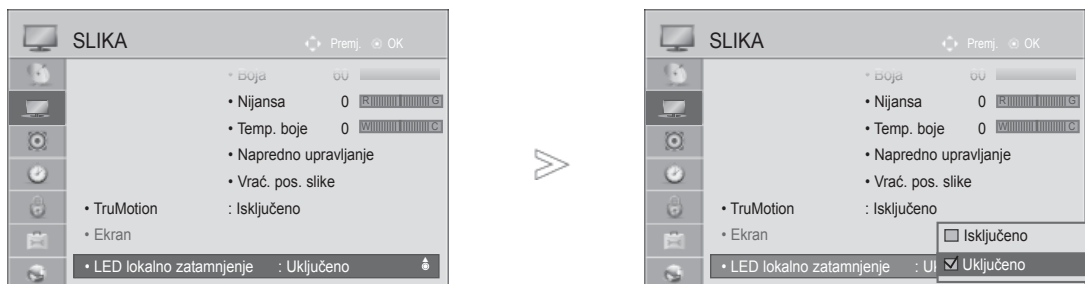 SLIKA
Premj. OK
• Boja 60
• Nijansa 0 R G
• Temp. boje 0 W C
• Napredno upravljanje
• Vrać. pos. slike
• TruMotion : Isključeno
• Ekran
• LED lokalno zatamnjenje : Uključeno
>
SLIKA
Premj. OK
• Boja 60
• Nijansa 0 R G
• Temp. boje 0 W C
• Napredno upravljanje
• Vrać. pos. slike
• TruMotion : Isključeno
• Ekran
• LED lokalno zatamnjenje : Uk
Isključeno
Uključeno